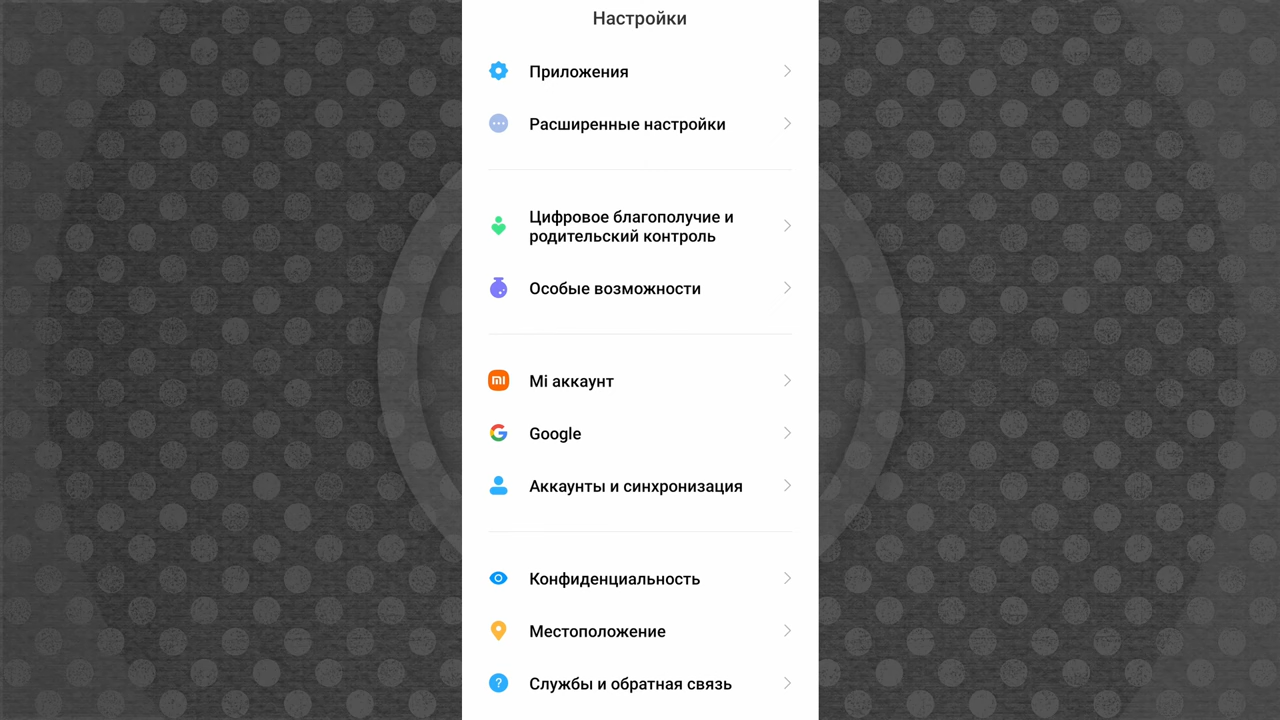 Настройки
Приложения
Расширенные настройки
Цифровое благополучие и
родительский контроль
Особые возможности
Mi аккаунт
Google
Аккаунты и синхронизация
Конфиденциальность
Местоположение
Службы и обратная связь